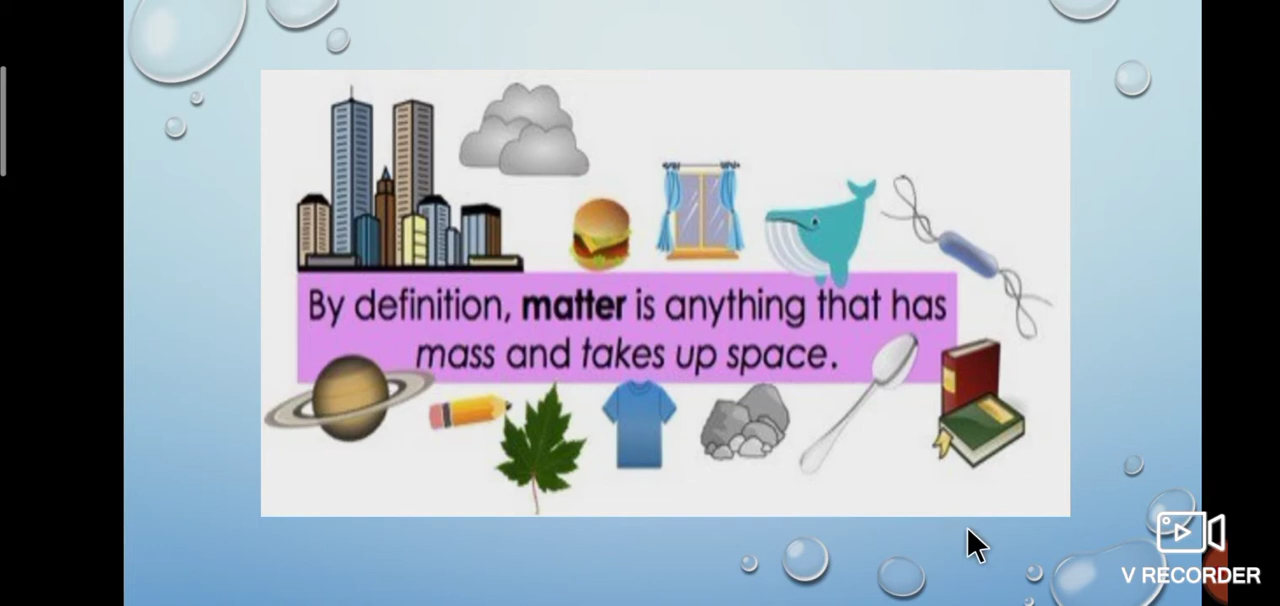 By definition, matter is anything that has
mass and takes up space.
V RECORDER